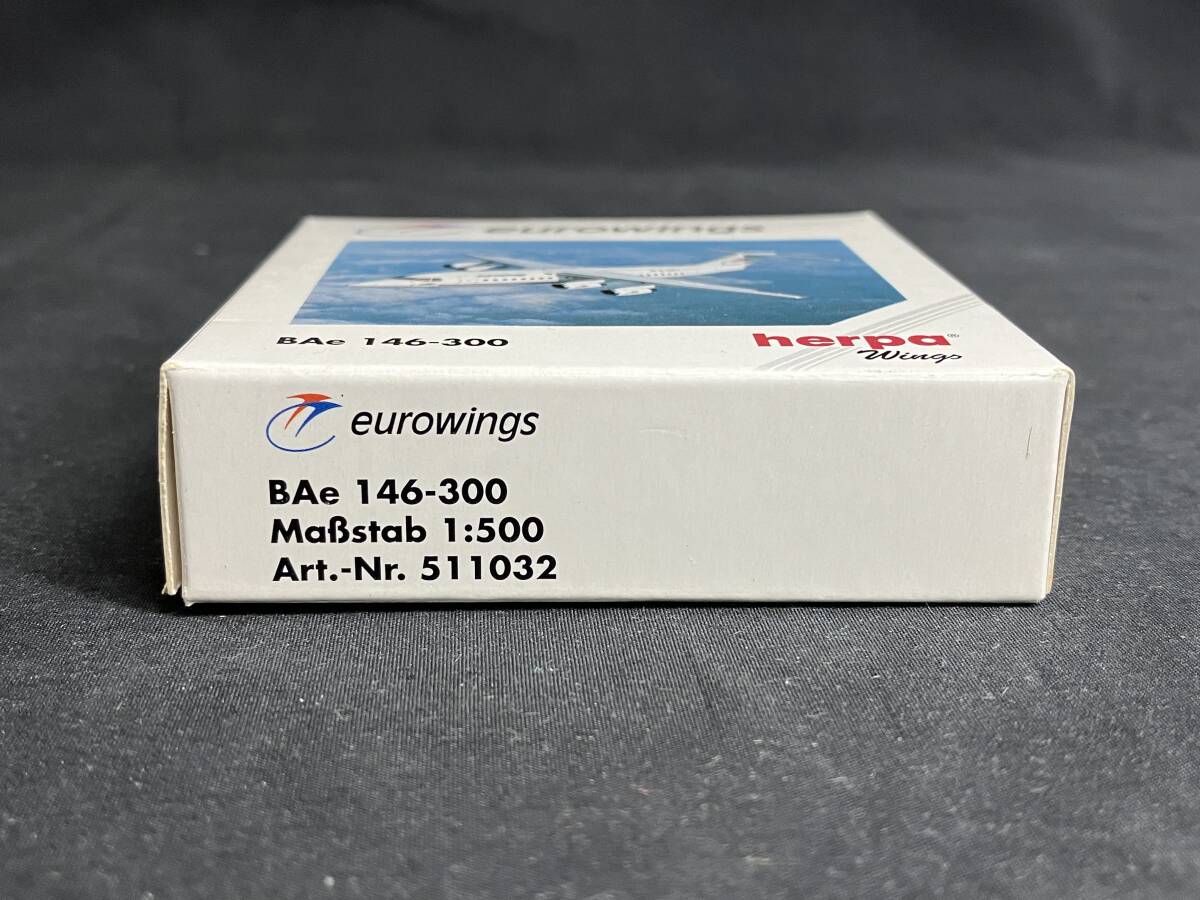 eurowings
BAe 146-300
herpa®
Wings
eurowings
BAe 146-300
Maßstab 1:500
Art.-Nr. 511032